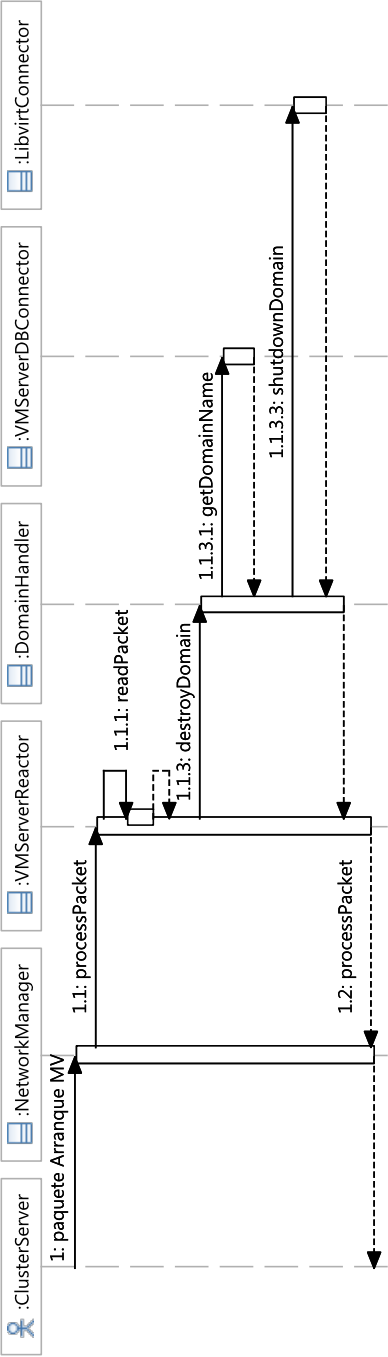 :ClusterServer
:NetworkManager
:VMServerReactor
:DomainHandler
:VMServerDBConnector
:LibvirtConnector
1: paquete Arranque MV
1.1: processPacket
1.1.1: readPacket
1.1.3: destroyDomain
1.1.3.1: getDomainName
1.1.3.3: shutdownDomain
1.2: processPacket